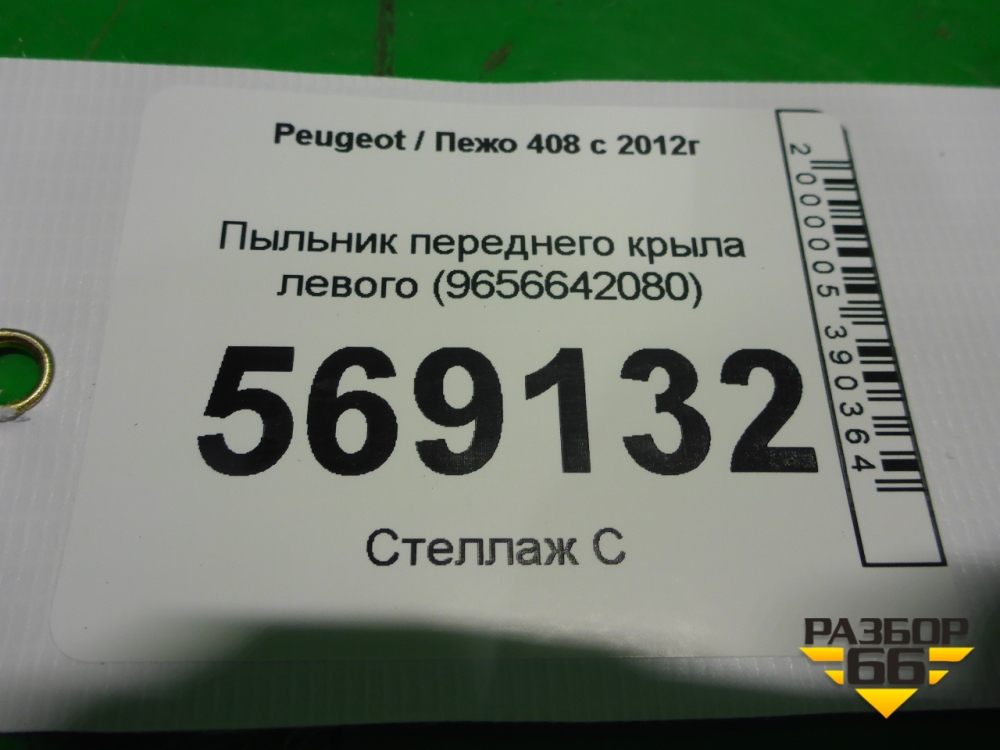 Peugeot / Пежо 408 с 2012г
Пыльник переднего крыла
левого (9656642080)
569132
Стеллаж С
2000005390364
РАЗБОР
66